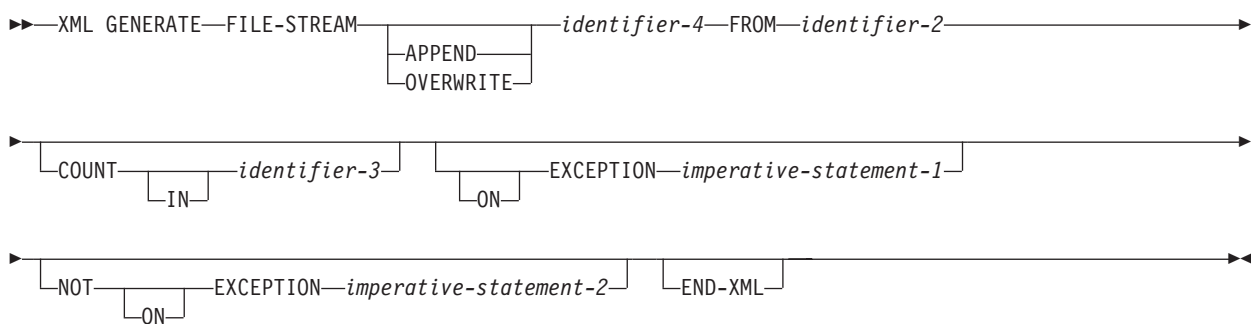 XML GENERATE FILE-STREAM identifier-4 FROM identifier-2
APPEND
OVERWRITE
COUNT identifier-3 EXCEPTION imperative-statement-1
IN ON
NOT EXCEPTION imperative-statement-2 END-XML
ON